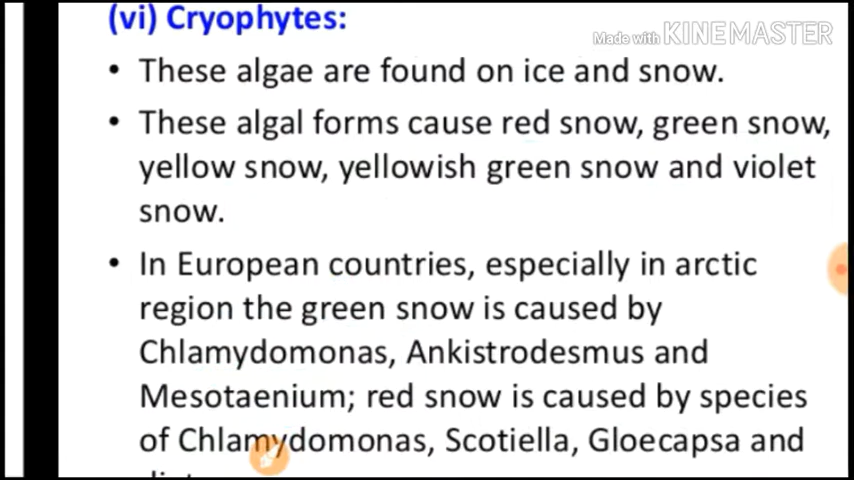 (vi) Cryophytes:
Made with KINEMASTER
• These algae are found on ice and snow.
• These algal forms cause red snow, green snow,
yellow snow, yellowish green snow and violet
snow.
• In European countries, especially in arctic
region the green snow is caused by
Chlamydomonas, Ankistrodesmus and
Mesotaenium; red snow is caused by species
of Chlamydomonas, Scotiella, Gloecapsa and